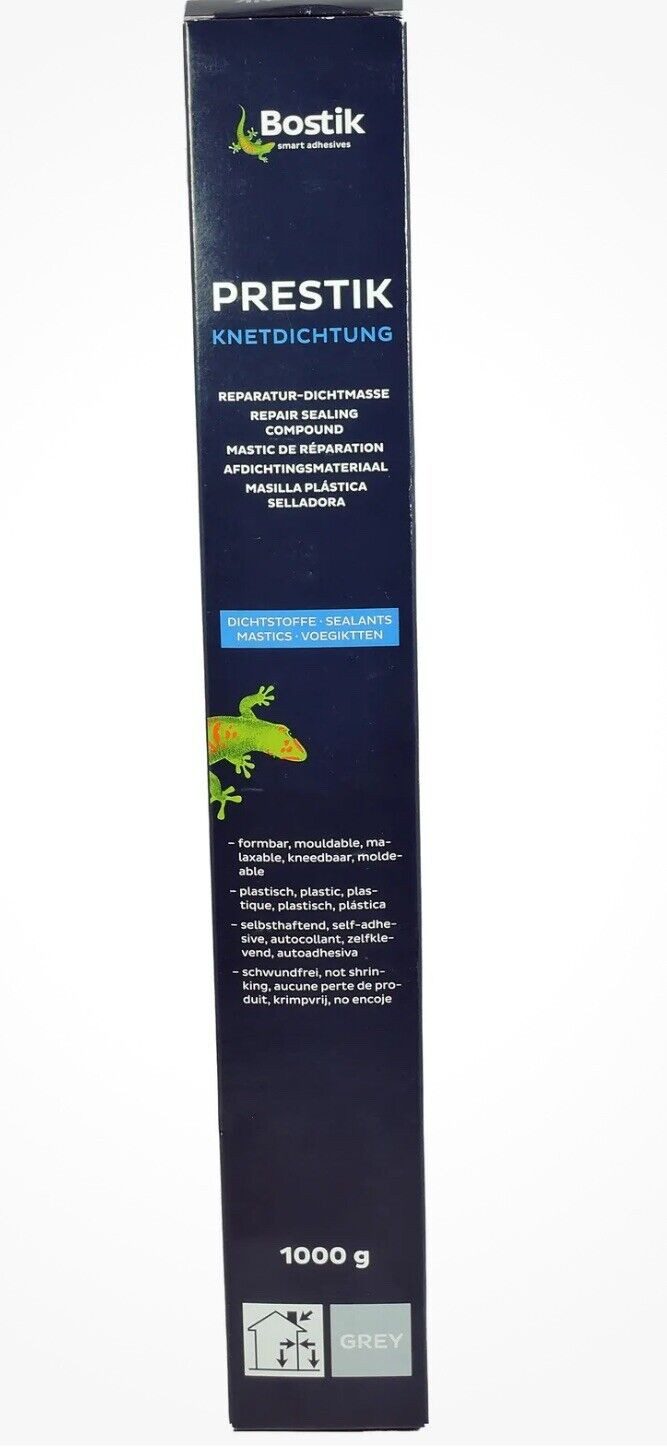 Bostik
smart adhesives
PRESTIK
KNETDICHTUNG
REPARATUR-DICHTMASSE
REPAIR SEALING
COMPOUND
MASTIC DE RÉPARATION
AFDICHTINGSMATERIAAL
MASILLA PLÁSTICA
SELLADORA
DICHTSTOFFE · SEALANTS
MASTICS · VOEGIKTTEN
– formbar, mouldable, ma-
laxable, kneedbaar, molde-
able
– plastisch, plastic, plas-
tique, plastisch, plástica
– selbsthaftend, self-adhe-
sive, autocollant, zelfkle-
vend, autoadhesiva
– schwundfrei, not shrin-
king, aucune perte de pro-
duit, krimpvrij, no encoje
1000 g
GREY